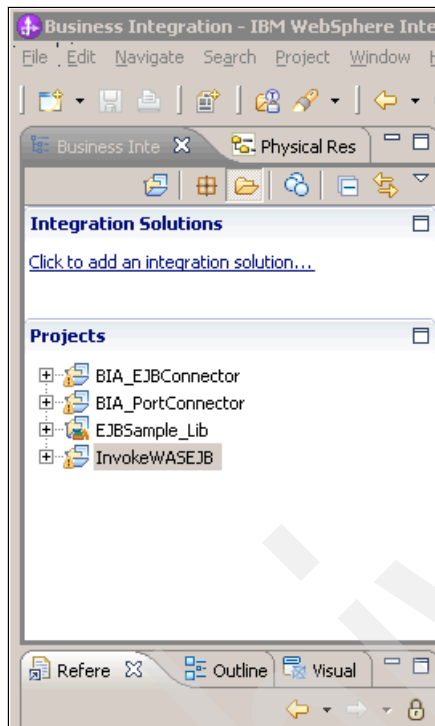 Business Integration - IBM WebSphere Inte
File Edit Navigate Search Project Window
Business Inte Physical Res
Integration Solutions
Click to add an integration solution...
Projects
BIA_EJBConnector
BIA_PortConnector
EJBSample_Lib
InvokeWASEJB
Refere Outline Visual